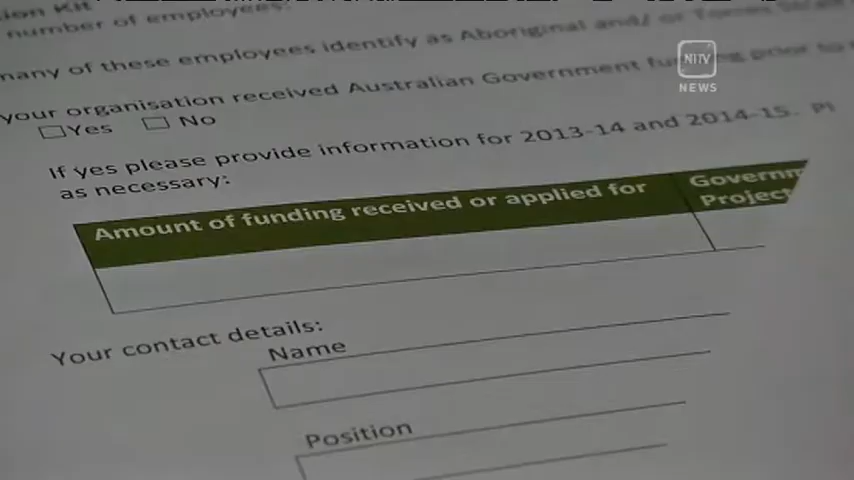 ion Kit
number of employees:
many of these employees identify as Aboriginal and/ or Torres Strait
your organisation received Australian Government funding prior to
Yes No
If yes please provide information for 2013-14 and 2014-15. Pl
as necessary:
Amount of funding received or applied for
Governm
Project
Your contact details:
Name
Position
NITV
NEWS